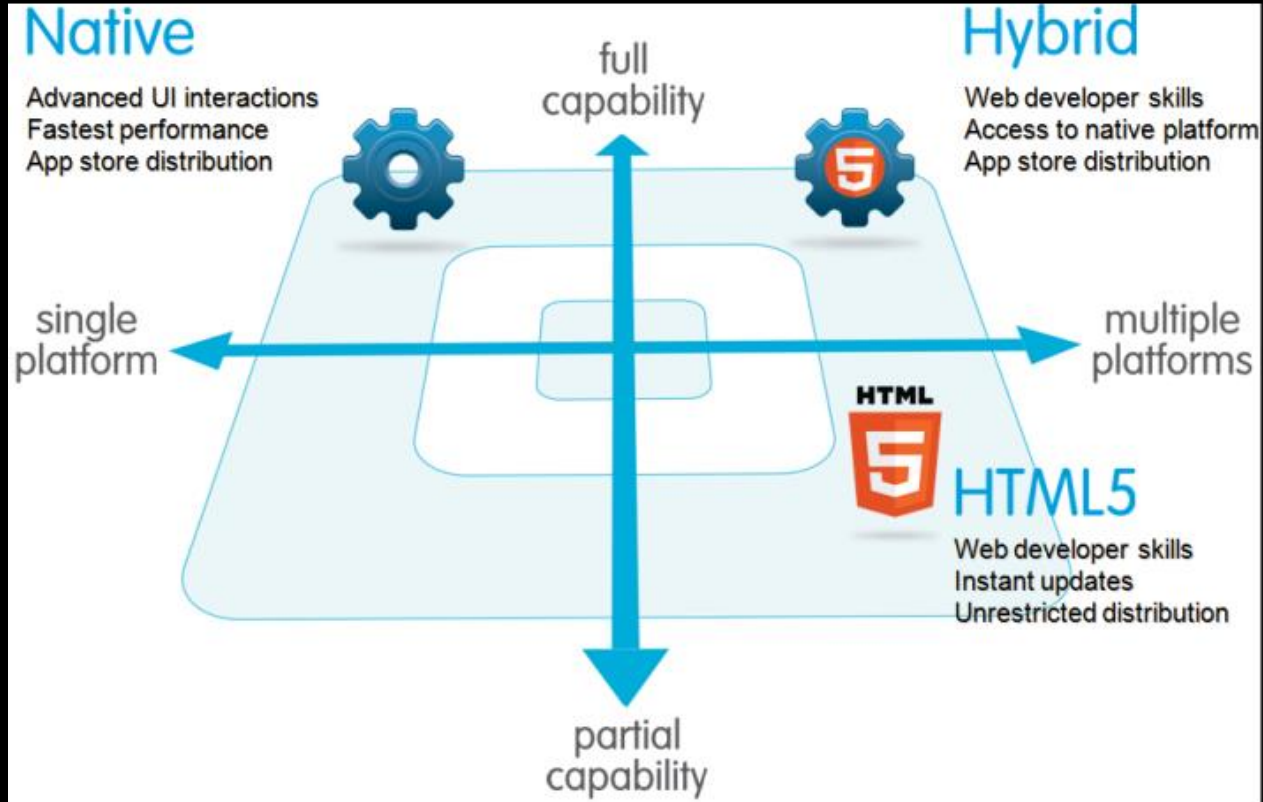 Native
Advanced UI interactions
Fastest performance
App store distribution
full
capability
Hybrid
Web developer skills
Access to native platform
App store distribution
5
single
platform
multiple
platforms
HTML
5
HTML5
Web developer skills
Instant updates
Unrestricted distribution
partial
capability